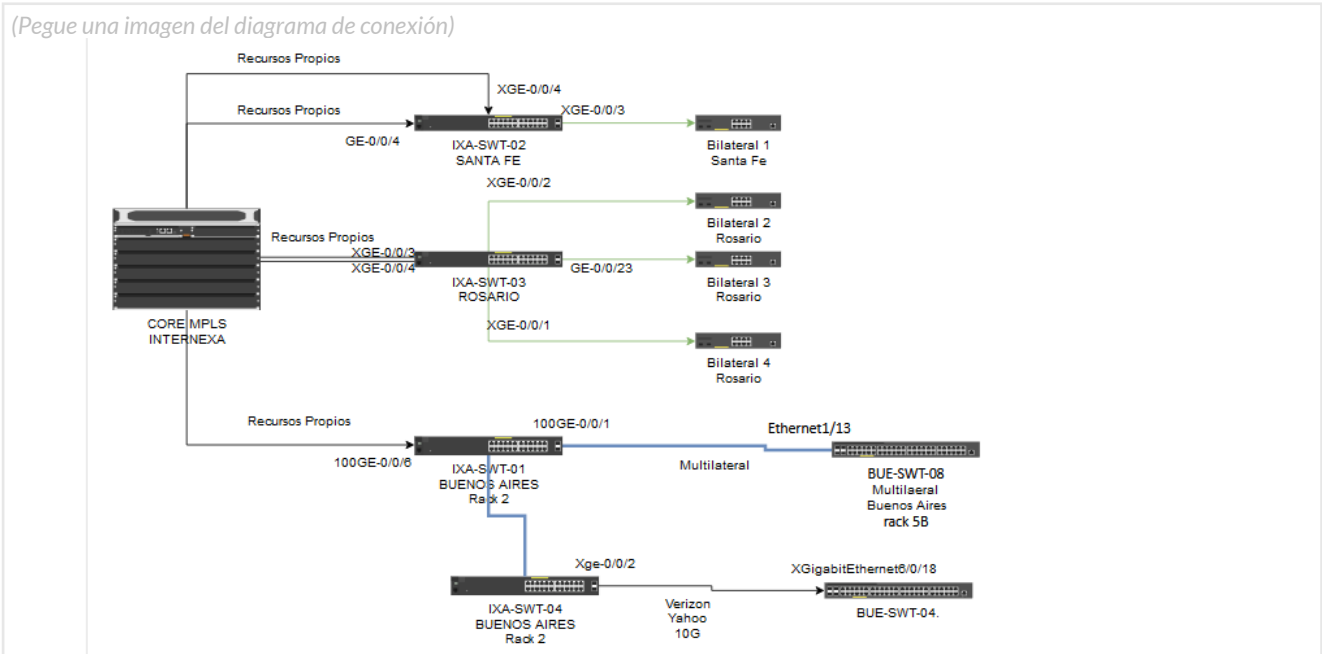 (Pegue una imagen del diagrama de conexión)
Recursos Propios
XGE-0/0/4
Recursos Propios
XGE-0/0/3
GE-0/0/4
IXA-SWT-02
SANTA FE
Bilateral 1
Santa Fe
XGE-0/0/2
Bilateral 2
Rosario
Recursos Propios
XGE-0/0/3
XGE-0/0/4
GE-0/0/23
IXA-SWT-03
ROSARIO
Bilateral 3
Rosario
CORE MPLS
INTERNEXA
XGE-0/0/1
Bilateral 4
Rosario
Recursos Propios
100GE-0/0/1
Ethernet1/13
100GE-0/0/6
Multilateral
IXA-SWT-01
BUENOS AIRES
Rack 2
BUE-SWT-08
Multilaeral
Buenos Aires
rack 5B
Xge-0/0/2
XGigabitEthernet6/0/18
IXA-SWT-04
BUENOS AIRES
Rack 2
Verizon
Yahoo
10G
BUE-SWT-04.